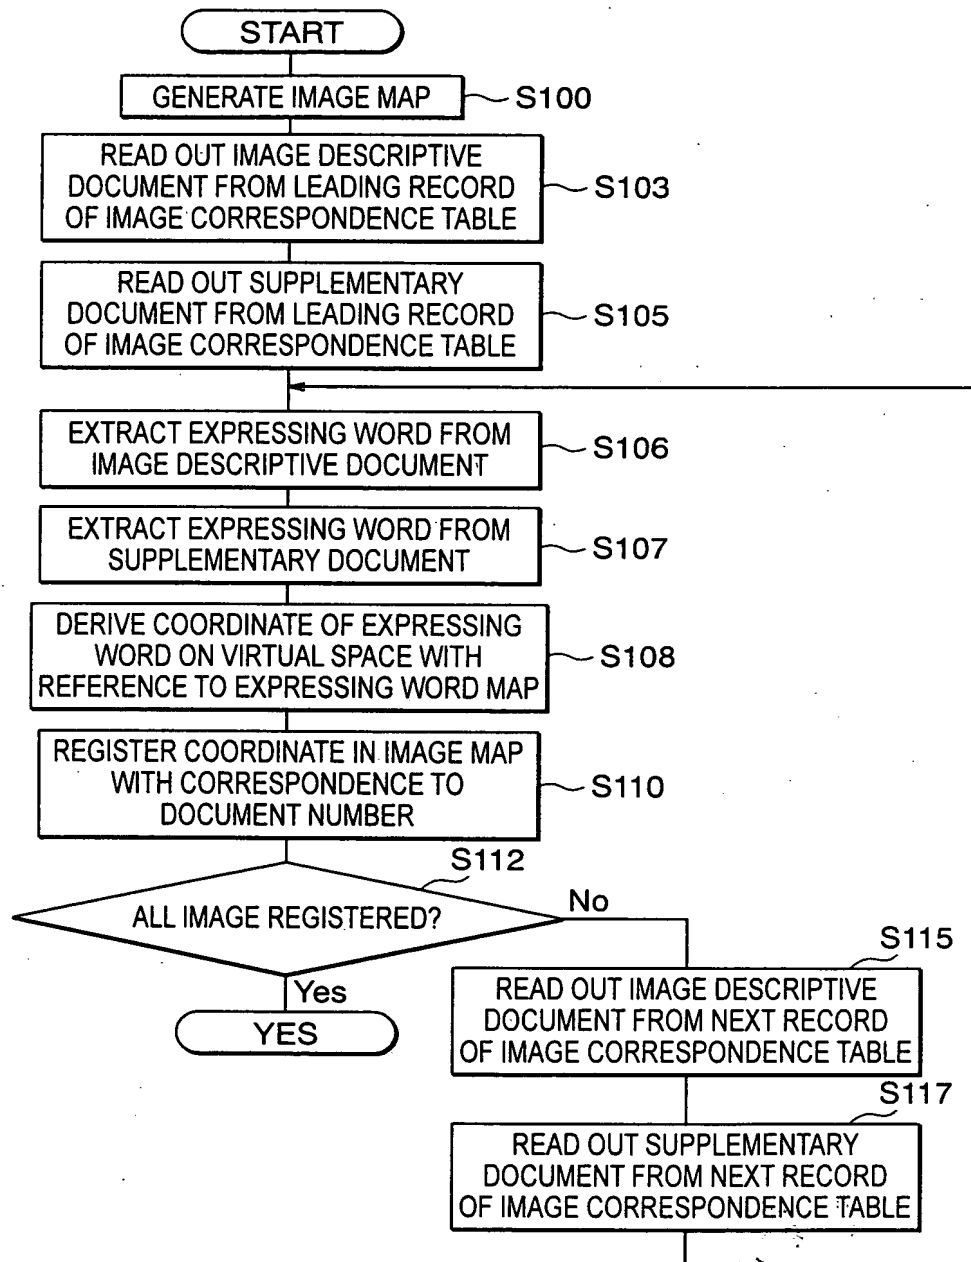 START
GENERATE IMAGE MAP
S100
READ OUT IMAGE DESCRIPTIVE
DOCUMENT FROM LEADING RECORD
OF IMAGE CORRESPONDENCE TABLE
S103
READ OUT SUPPLEMENTARY
DOCUMENT FROM LEADING RECORD
OF IMAGE CORRESPONDENCE TABLE
S105
EXTRACT EXPRESSING WORD FROM
IMAGE DESCRIPTIVE DOCUMENT
S106
EXTRACT EXPRESSING WORD FROM
SUPPLEMENTARY DOCUMENT
S107
DERIVE COORDINATE OF EXPRESSING
WORD ON VIRTUAL SPACE WITH
REFERENCE TO EXPRESSING WORD MAP
S108
REGISTER COORDINATE IN IMAGE MAP
WITH CORRESPONDENCE TO
DOCUMENT NUMBER
S110
S112
ALL IMAGE REGISTERED?
No
Yes
YES
S115
READ OUT IMAGE DESCRIPTIVE
DOCUMENT FROM NEXT RECORD
OF IMAGE CORRESPONDENCE TABLE
S117
READ OUT SUPPLEMENTARY
DOCUMENT FROM NEXT RECORD
OF IMAGE CORRESPONDENCE TABLE